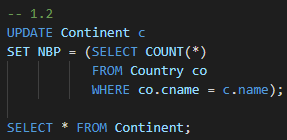 -- 1.2
UPDATE Continent c
SET NBP = (SELECT COUNT(*)
FROM Country co
WHERE co.cname = c.name);
SELECT * FROM Continent;